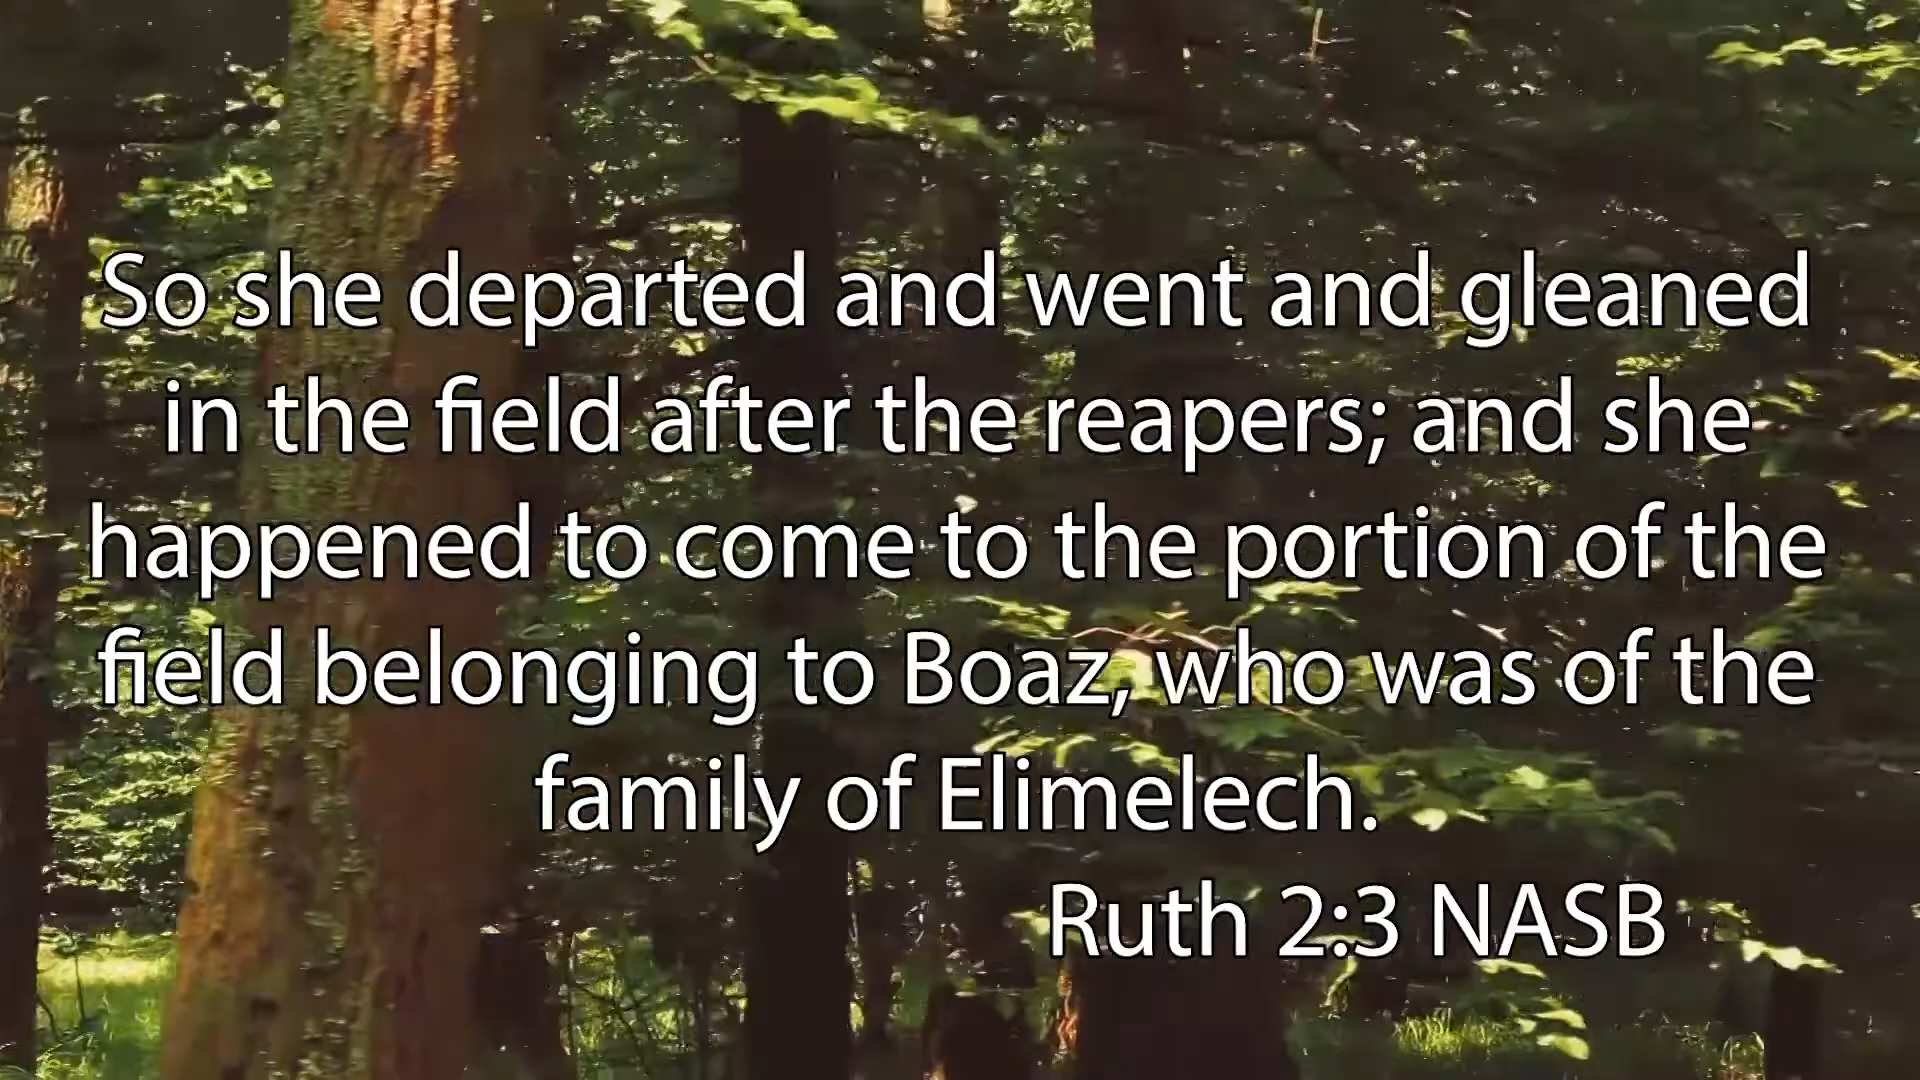 So she departed and went and gleaned
in the field after the reapers; and she
happened to come to the portion of the
field belonging to Boaz, who was of the
family of Elimelech.
Ruth 2:3 NASB